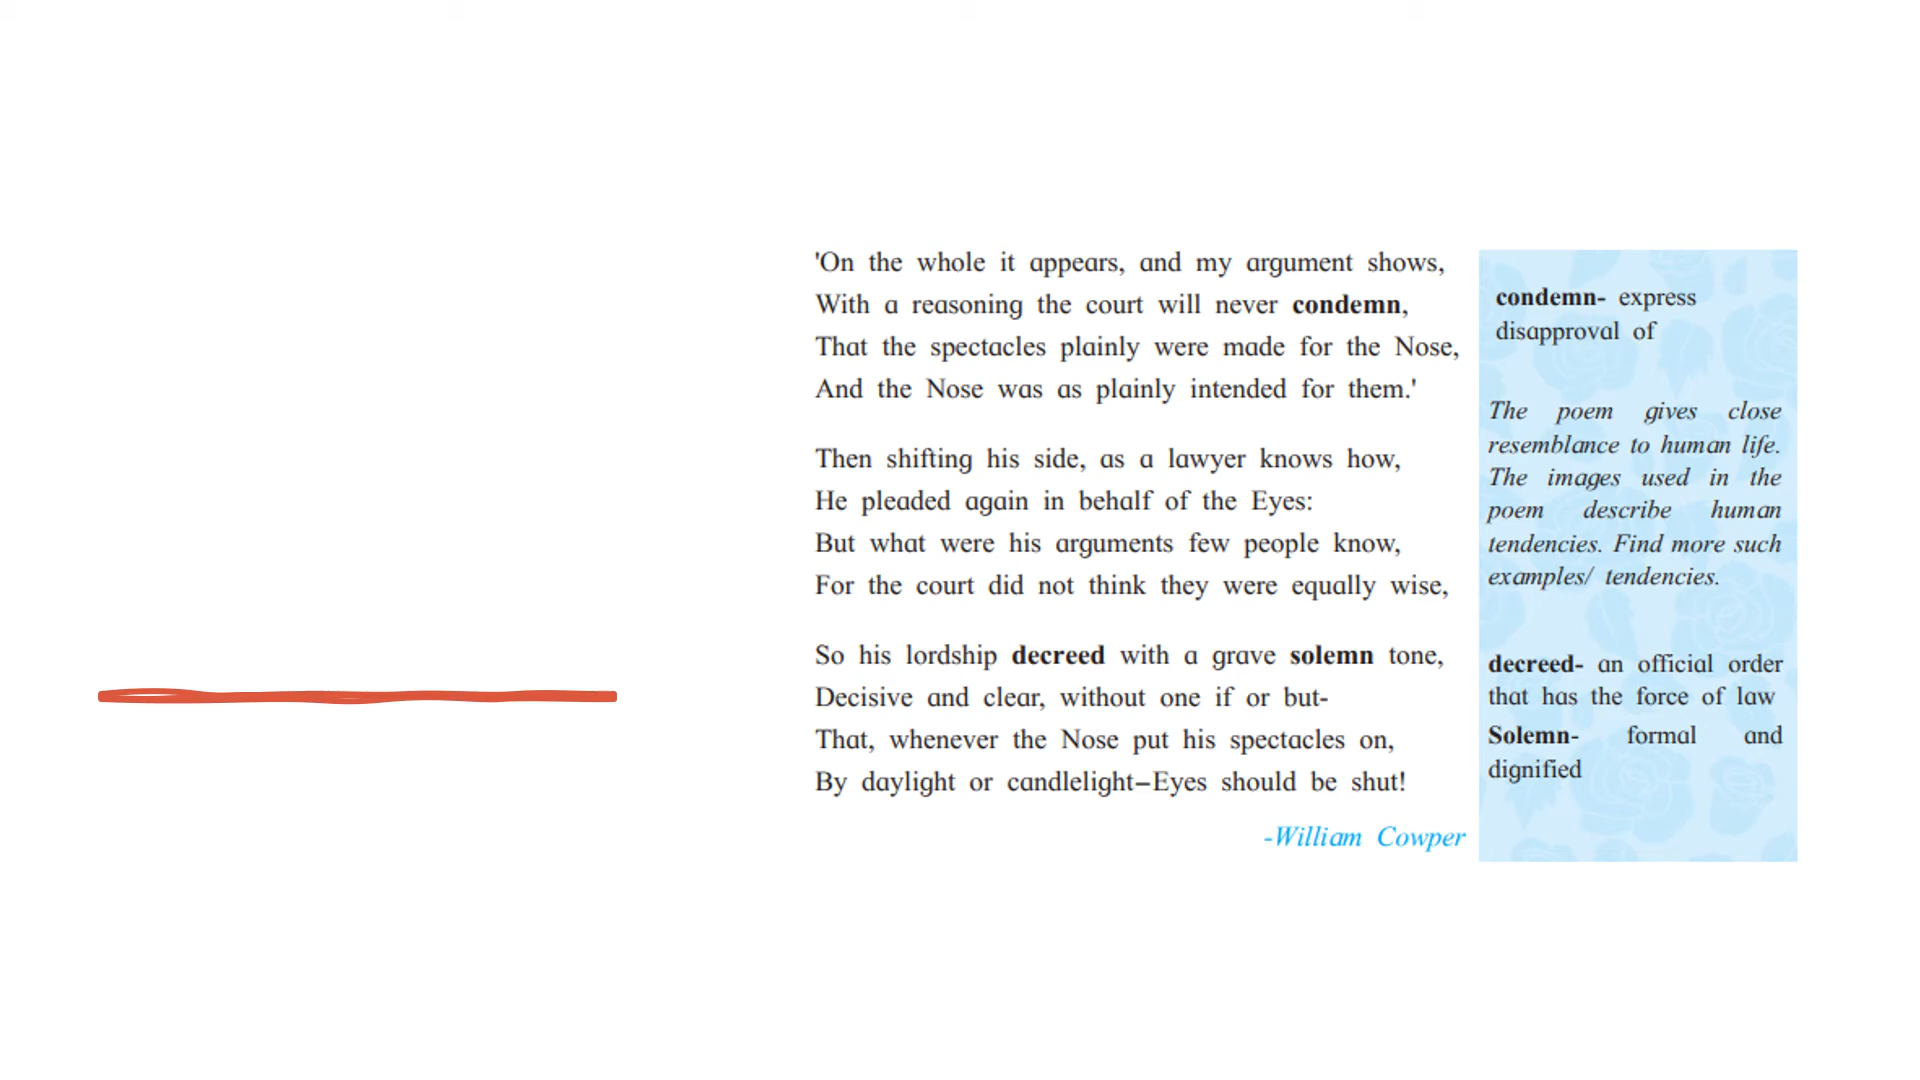 'On the whole it appears, and my argument shows,
With a reasoning the court will never condemn,
That the spectacles plainly were made for the Nose,
And the Nose was as plainly intended for them.'
Then shifting his side, as a lawyer knows how,
He pleaded again in behalf of the Eyes:
But what were his arguments few people know,
For the court did not think they were equally wise,
So his lordship decreed with a grave solemn tone,
Decisive and clear, without one if or but-
That, whenever the Nose put his spectacles on,
By daylight or candlelight–Eyes should be shut!
-William Cowper
condemn- express
disapproval of
The poem gives close
resemblance to human life.
The images used in the
poem describe human
tendencies. Find more such
examples/ tendencies.
decreed- an official order
that has the force of law
Solemn- formal and
dignified